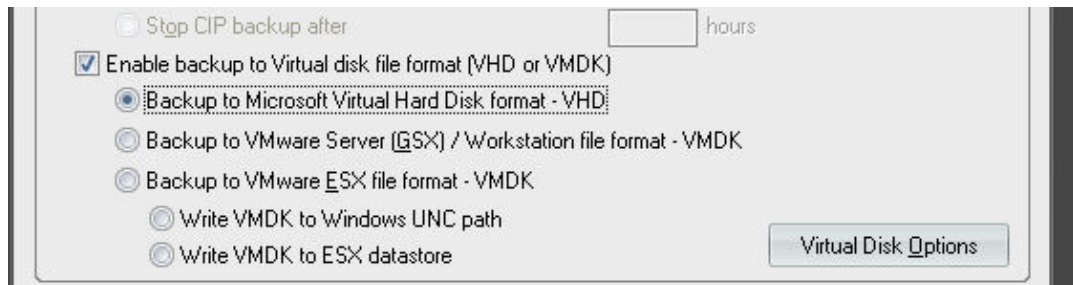 Stop CIP backup after hours
Enable backup to Virtual disk file format (VHD or VMDK)
Backup to Microsoft Virtual Hard Disk format - VHD
Backup to VMware Server (GSX) / Workstation file format - VMDK
Backup to VMware ESX file format - VMDK
Write VMDK to Windows UNC path
Write VMDK to ESX datastore
Virtual Disk Options